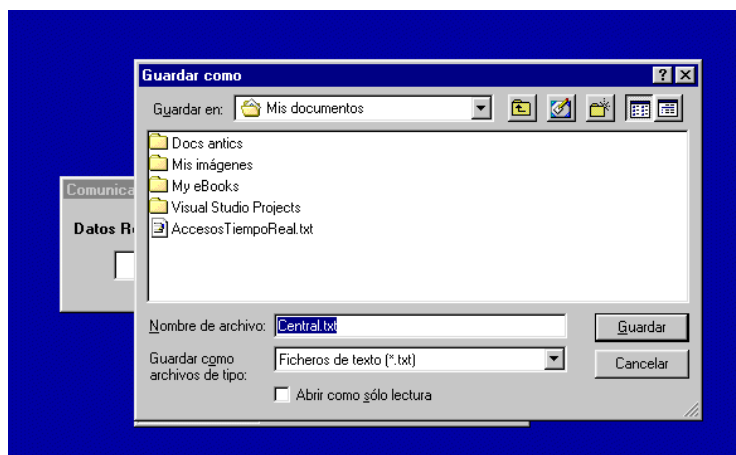 Guardar como
Guardar en: Mis documentos
Docs antics
Mis imágenes
My eBooks
Visual Studio Projects
AccesosTiempoReal.txt
Comunica
Datos R
Nombre de archivo: Central.txt Guardar
Guardar como archivos de tipo: Ficheros de texto (*.txt) Cancelar
Abrir como sólo lectura